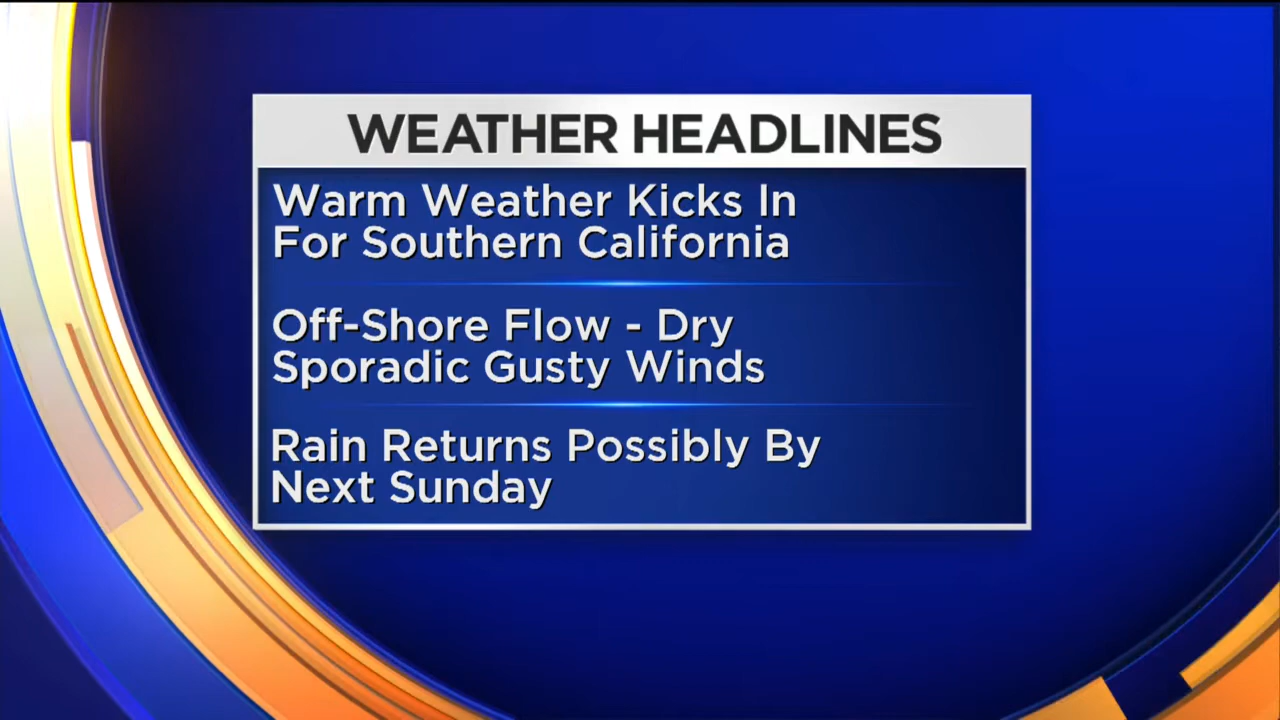 WEATHER HEADLINES
Warm Weather Kicks In
For Southern California
Off-Shore Flow - Dry
Sporadic Gusty Winds
Rain Returns Possibly By
Next Sunday